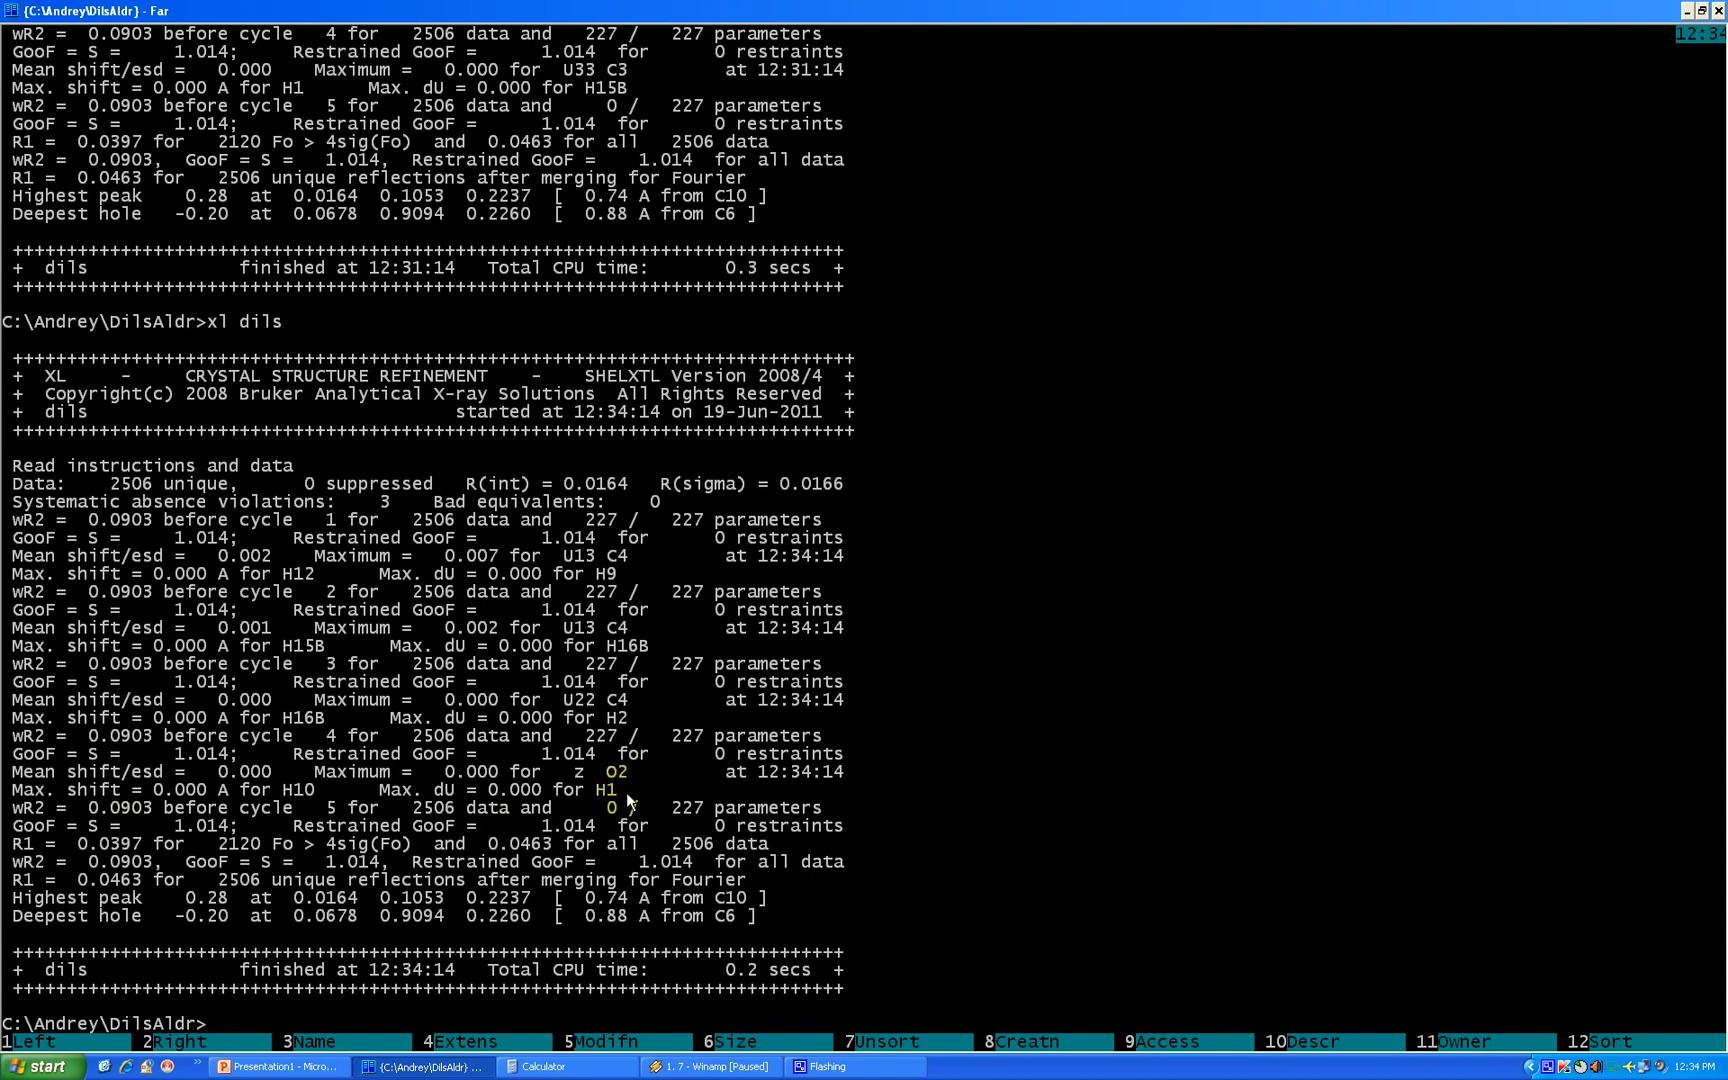 {C:\Andrey\DilsAldr} - Far
12:34
wR2 = 0.0903 before cycle 4 for 2506 data and 227 / 227 parameters
GooF = S = 1.014; Restrained GooF = 1.014 for 0 restraints
Mean shift/esd = 0.000 Maximum = 0.000 for U33 C3 at 12:31:14
Max. shift = 0.000 A for H1 Max. dU = 0.000 for H15B
wR2 = 0.0903 before cycle 5 for 2506 data and 0 / 227 parameters
GooF = S = 1.014; Restrained GooF = 1.014 for 0 restraints
R1 = 0.0397 for 2120 Fo > 4sig(Fo) and 0.0463 for all 2506 data
wR2 = 0.0903, GooF = S = 1.014, Restrained GooF = 1.014 for all data
R1 = 0.0463 for 2506 unique reflections after merging for Fourier
Highest peak 0.28 at 0.0164 0.1053 0.2237 [ 0.74 A from C10 ]
Deepest hole -0.20 at 0.0678 0.9094 0.2260 [ 0.88 A from C6 ]
+++++++++++++++++++++++++++++++++++++++++++++++++++++++++++++++++++++++++++++
+ dils finished at 12:31:14 Total CPU time: 0.3 secs +
+++++++++++++++++++++++++++++++++++++++++++++++++++++++++++++++++++++++++++++
C:\Andrey\DilsAldr>xl dils
++++++++++++++++++++++++++++++++++++++++++++++++++++++++++++++++++++++++++++++
+ XL - CRYSTAL STRUCTURE REFINEMENT - SHELXTL Version 2008/4 +
+ Copyright(c) 2008 Bruker Analytical X-ray Solutions All Rights Reserved +
+ dils started at 12:34:14 on 19-Jun-2011 +
++++++++++++++++++++++++++++++++++++++++++++++++++++++++++++++++++++++++++++++
Read instructions and data
Data: 2506 unique, 0 suppressed R(int) = 0.0164 R(sigma) = 0.0166
Systematic absence violations: 3 Bad equivalents: 0
wR2 = 0.0903 before cycle 1 for 2506 data and 227 / 227 parameters
GooF = S = 1.014; Restrained GooF = 1.014 for 0 restraints
Mean shift/esd = 0.002 Maximum = 0.007 for U13 C4 at 12:34:14
Max. shift = 0.000 A for H12 Max. dU = 0.000 for H9
wR2 = 0.0903 before cycle 2 for 2506 data and 227 / 227 parameters
GooF = S = 1.014; Restrained GooF = 1.014 for 0 restraints
Mean shift/esd = 0.001 Maximum = 0.002 for U13 C4 at 12:34:14
Max. shift = 0.000 A for H15B Max. dU = 0.000 for H16B
wR2 = 0.0903 before cycle 3 for 2506 data and 227 / 227 parameters
GooF = S = 1.014; Restrained GooF = 1.014 for 0 restraints
Mean shift/esd = 0.000 Maximum = 0.000 for U22 C4 at 12:34:14
Max. shift = 0.000 A for H16B Max. dU = 0.000 for H2
wR2 = 0.0903 before cycle 4 for 2506 data and 227 / 227 parameters
GooF = S = 1.014; Restrained GooF = 1.014 for 0 restraints
Mean shift/esd = 0.000 Maximum = 0.000 for z O2 at 12:34:14
Max. shift = 0.000 A for H10 Max. dU = 0.000 for H1
wR2 = 0.0903 before cycle 5 for 2506 data and 0 / 227 parameters
GooF = S = 1.014; Restrained GooF = 1.014 for 0 restraints
R1 = 0.0397 for 2120 Fo > 4sig(Fo) and 0.0463 for all 2506 data
wR2 = 0.0903, GooF = S = 1.014, Restrained GooF = 1.014 for all data
R1 = 0.0463 for 2506 unique reflections after merging for Fourier
Highest peak 0.28 at 0.0164 0.1053 0.2237 [ 0.74 A from C10 ]
Deepest hole -0.20 at 0.0678 0.9094 0.2260 [ 0.88 A from C6 ]
+++++++++++++++++++++++++++++++++++++++++++++++++++++++++++++++++++++++++++++
+ dils finished at 12:34:14 Total CPU time: 0.2 secs +
+++++++++++++++++++++++++++++++++++++++++++++++++++++++++++++++++++++++++++++
C:\Andrey\DilsAldr>
1Left 2Right 3Name 4Extens 5Modifn 6Size 7Unsort 8Creatn 9Access 10Descr 11Owner 12Sort
start Presentation1 - Micro... {C:\Andrey\DilsAldr} ... Calculator 1. 7 - Winamp [Paused] Flashing 12:34 PM